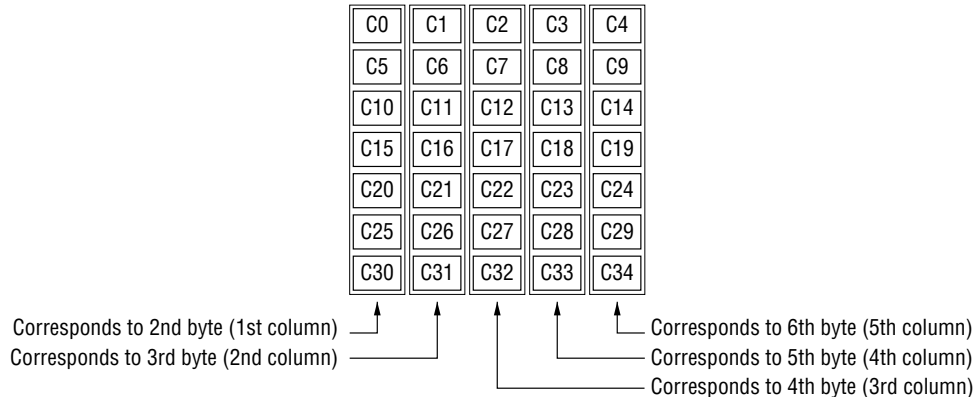 C0 C1 C2 C3 C4
C5 C6 C7 C8 C9
C10 C11 C12 C13 C14
C15 C16 C17 C18 C19
C20 C21 C22 C23 C24
C25 C26 C27 C28 C29
C30 C31 C32 C33 C34
Corresponds to 2nd byte (1st column) Corresponds to 6th byte (5th column)
Corresponds to 3rd byte (2nd column) Corresponds to 5th byte (4th column)
Corresponds to 4th byte (3rd column)